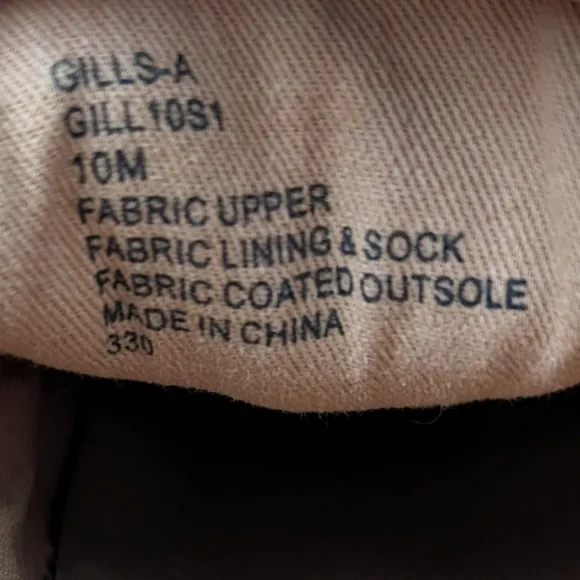 GILLS-A
GILL10S1
10M
FABRIC UPPER
FABRIC LINING & SOCK
FABRIC COATED OUTSOLE
MADE IN CHINA
330